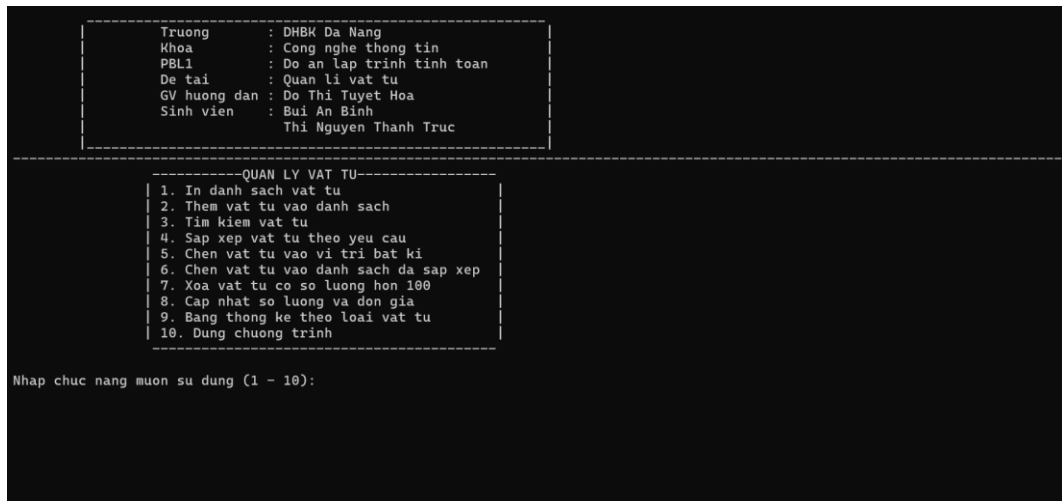 Truong : DHBK Da Nang
Khoa : Cong nghe thong tin
PBL1 : Do an lap trinh tinh toan
De tai : Quan li vat tu
GV huong dan : Do Thi Tuyet Hoa
Sinh vien : Bui An Binh
Thi Nguyen Thanh Truc
-----------QUAN LY VAT TU-----------------
| 1. In danh sach vat tu |
| 2. Them vat tu vao danh sach |
| 3. Tim kiem vat tu |
| 4. Sap xep vat tu theo yeu cau |
| 5. Chen vat tu vao vi tri bat ki |
| 6. Chen vat tu vao danh sach da sap xep |
| 7. Xoa vat tu co so luong hon 100 |
| 8. Cap nhat so luong va don gia |
| 9. Bang thong ke theo loai vat tu |
| 10. Dung chuong trinh |
Nhap chuc nang muon su dung (1 - 10):